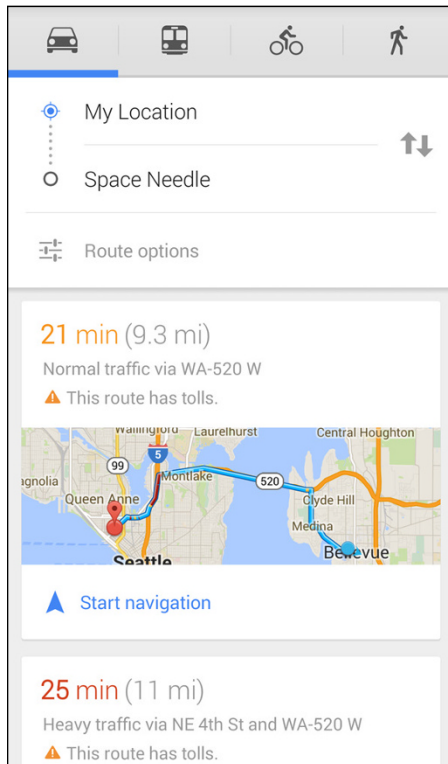 My Location
Space Needle
Route options
21 min (9.3 mi)
Normal traffic via WA-520 W
This route has tolls.
Wallingford
Laurelhurst
Central Houghton
5
99
Montlake
520
agnolia
Queen Anne
Clyde Hill
Medina
Bellevue
Seattle
Start navigation
25 min (11 mi)
Heavy traffic via NE 4th St and WA-520 W
This route has tolls.